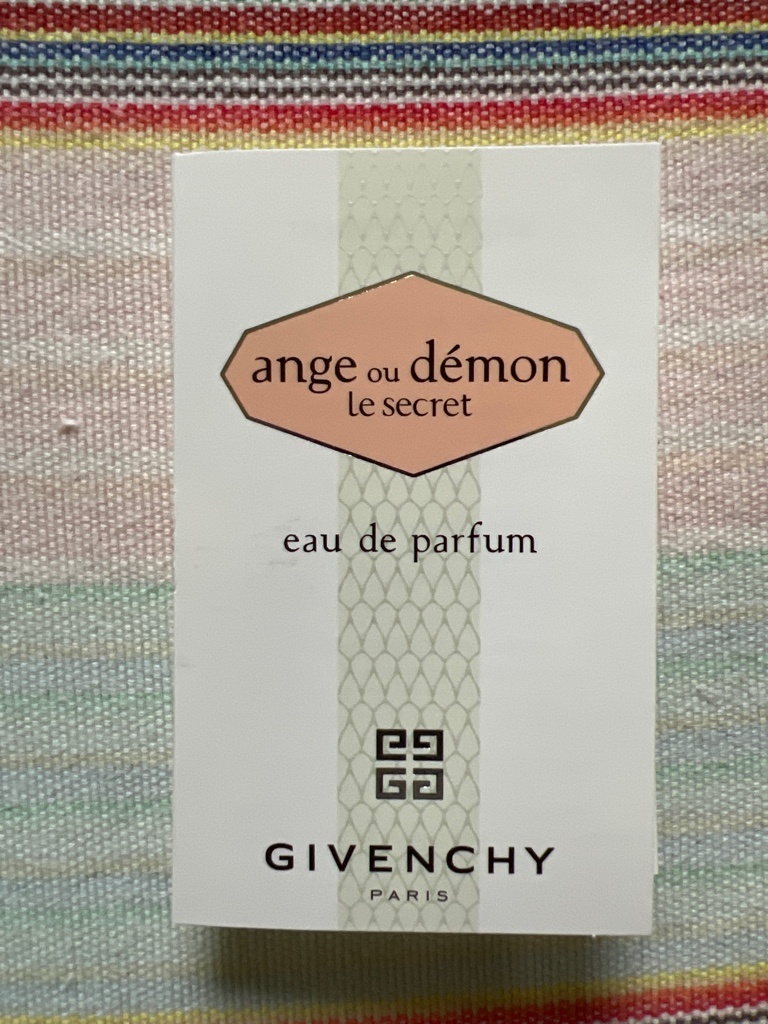 ange ou démon
le secret
eau de parfum
GIVENCHY
PARIS